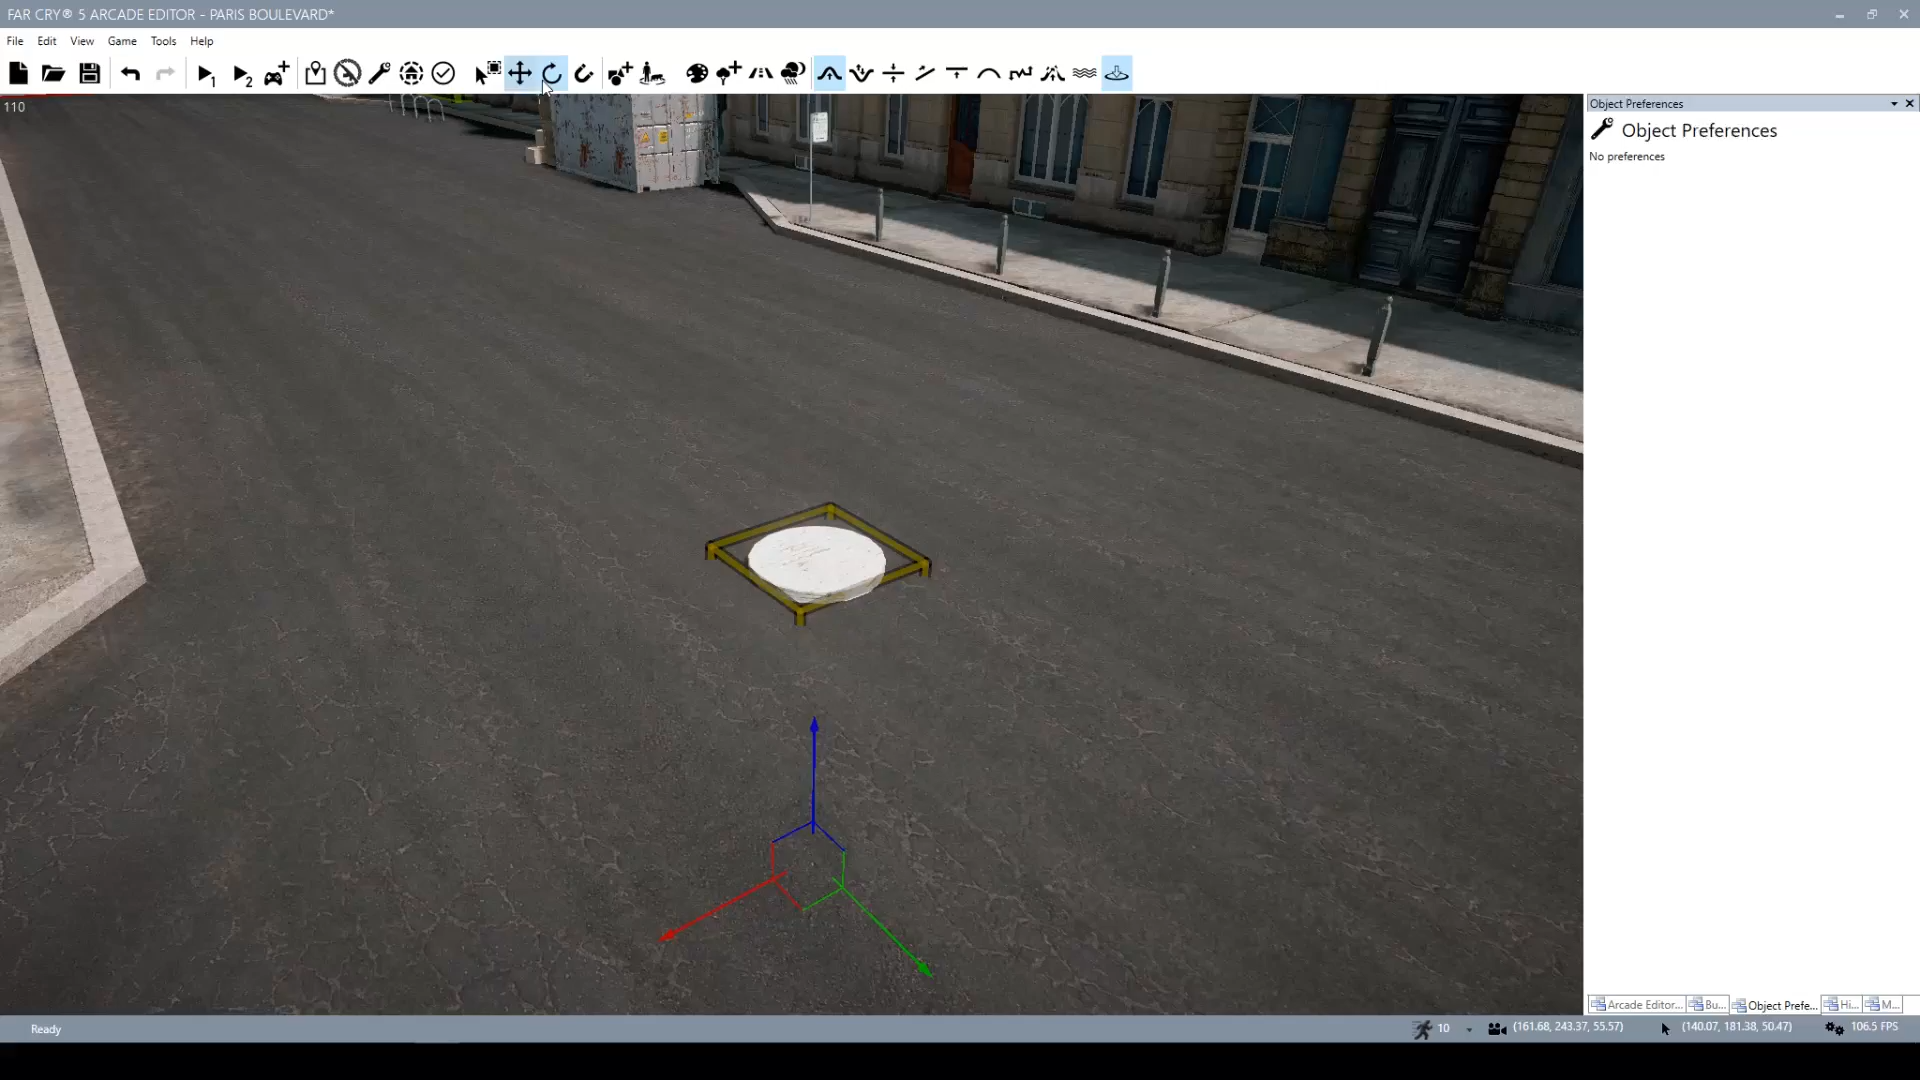 FAR CRY® 5 ARCADE EDITOR - PARIS BOULEVARD*
File Edit View Game Tools Help
1 2
110
Object Preferences
Object Preferences
No preferences
Arcade Editor... Bu... Object Prefe... Hi... M...
Ready
10 (161.68, 243.37, 55.57) (140.07, 181.38, 50.47) 106.5 FPS